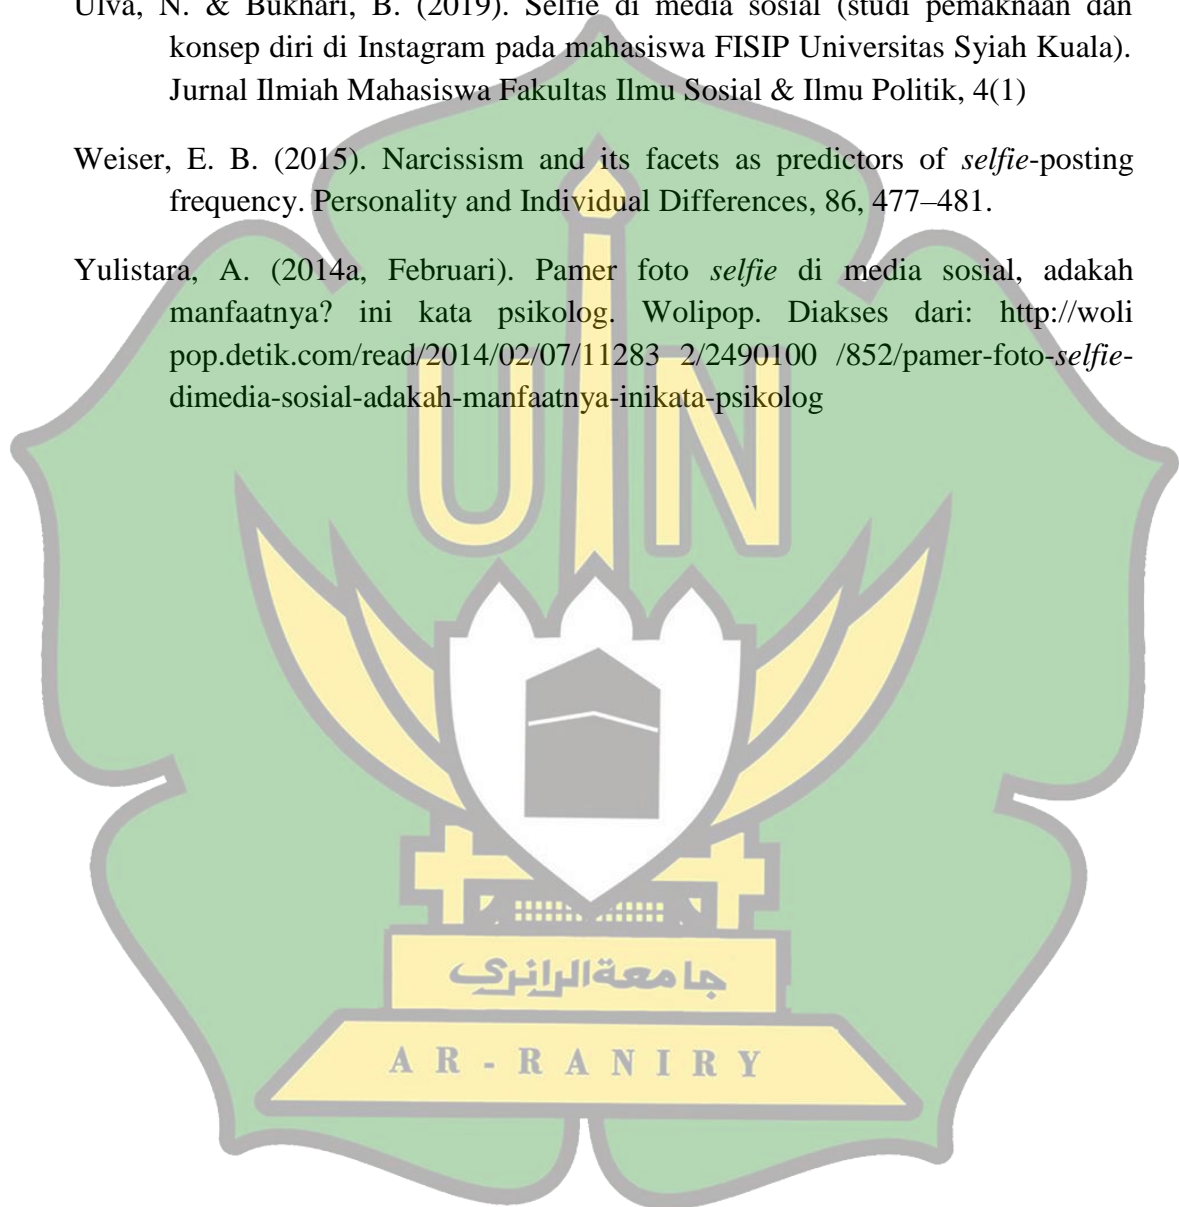 Ulva, N. & Bukhari, B. (2019). Selfie di media sosial (studi pemaknaan dan
konsep diri di Instagram pada mahasiswa FISIP Universitas Syiah Kuala).
Jurnal Ilmiah Mahasiswa Fakultas Ilmu Sosial & Ilmu Politik, 4(1)
Weiser, E. B. (2015). Narcissism and its facets as predictors of selfie-posting
frequency. Personality and Individual Differences, 86, 477–481.
Yulistara, A. (2014a, Februari). Pamer foto selfie di media sosial, adakah
manfaatnya? ini kata psikolog. Wolipop. Diakses dari: http://woli
pop.detik.com/read/2014/02/07/11283 2/2490100 /852/pamer-foto-selfie-
dimedia-sosial-adakah-manfaatnya-inikata-psikolog
UIN
جامعة الرانري
AR-RANIRY